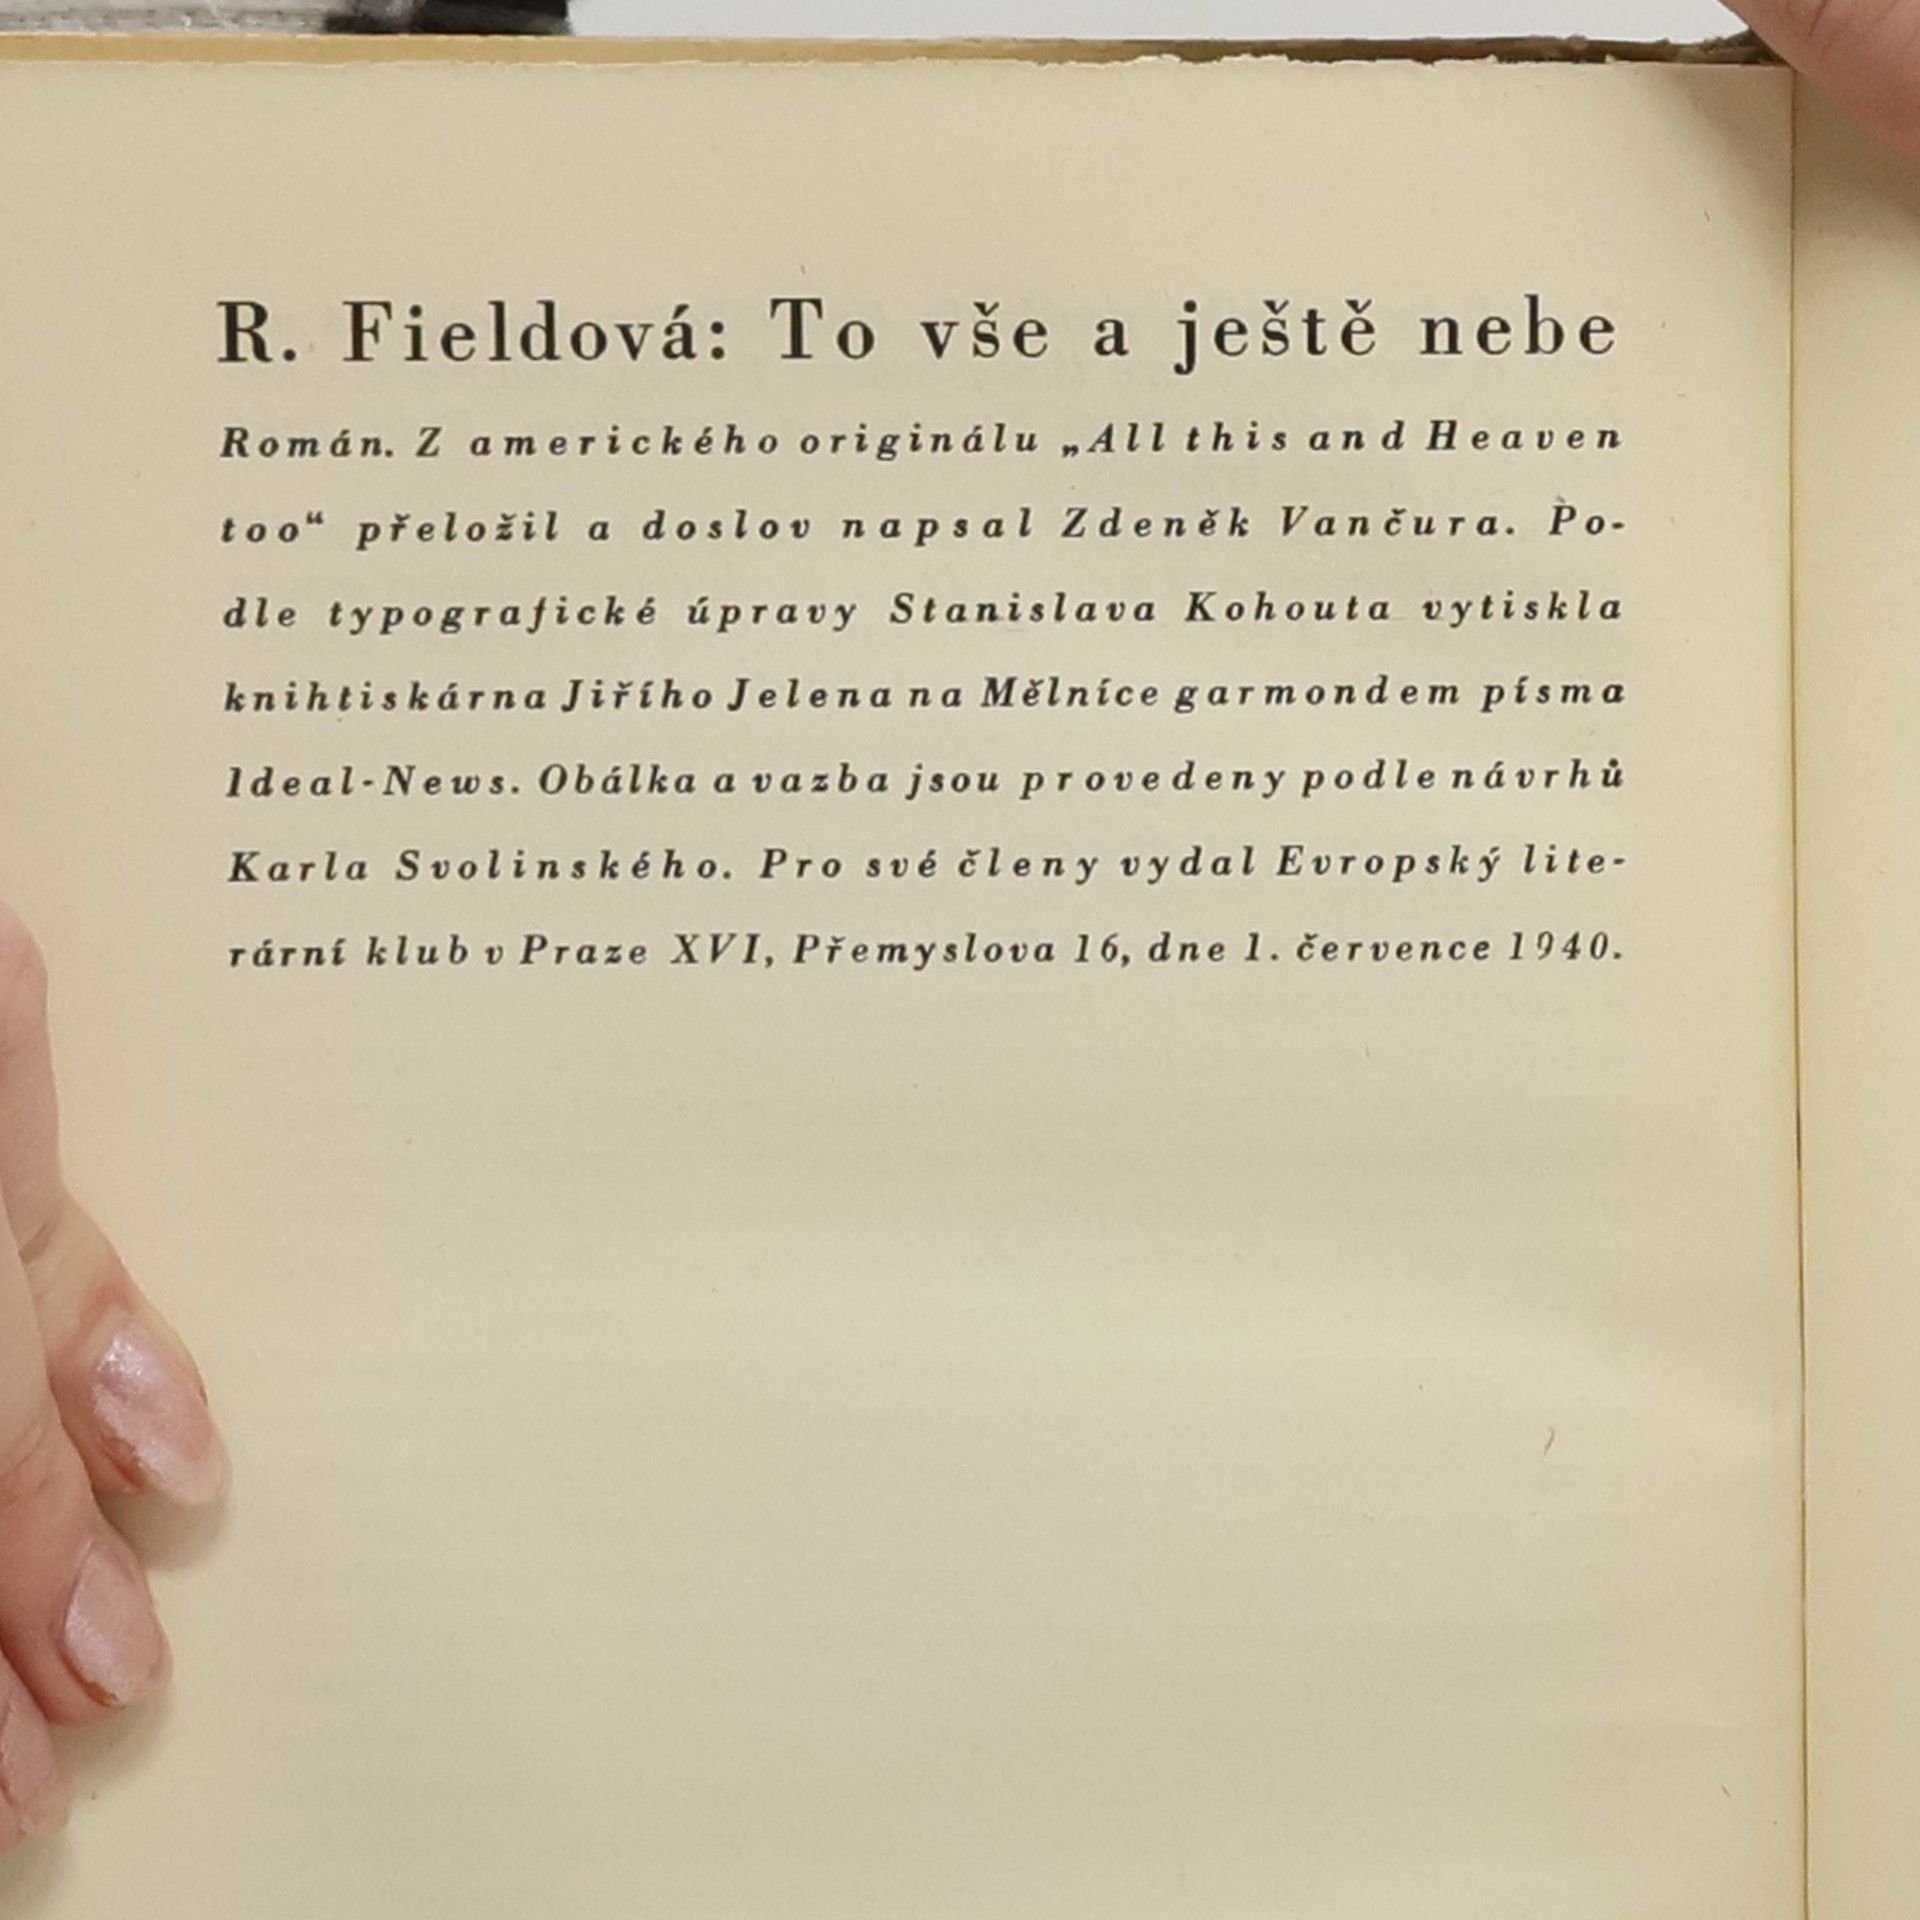 R. Fieldová: To vše a ještě nebe
Román. Z amerického originálu „All this and Heaven
too“ přeložil a doslov napsal Zdeněk Vančura. Po-
dle typografické úpravy Stanislava Kohouta vytiskla
knihtiskárna Jiřího Jelena na Mělníce garmondem písma
Ideal-News. Obálka a vazba jsou provedeny podle návrhů
Karla Svolinského. Pro své členy vydal Evropský lite-
rární klub v Praze XVI, Přemyslova 16, dne 1. července 1940.